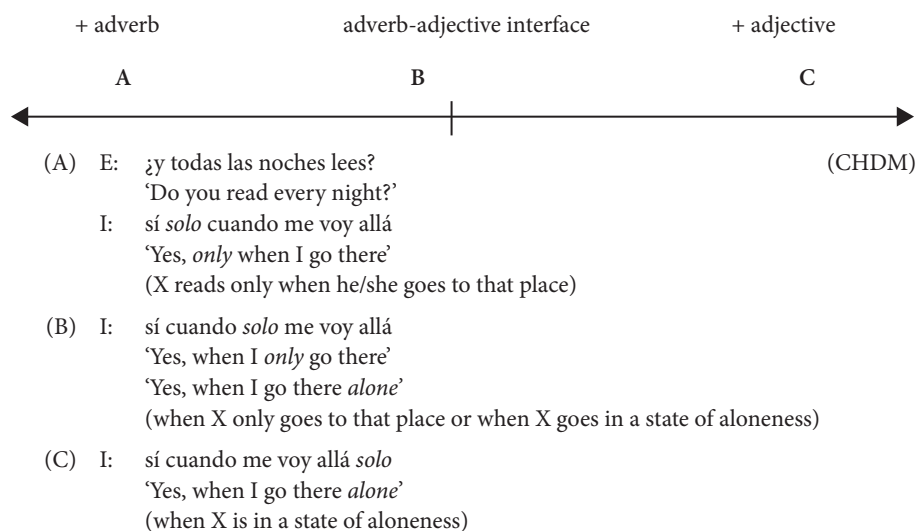 + adverb adverb-adjective interface + adjective
A B C
(A) E: ¿y todas las noches lees? (CHDM)
‘Do you read every night?’
I: sí solo cuando me voy allá
‘Yes, only when I go there’
(X reads only when he/she goes to that place)
(B) I: sí cuando solo me voy allá
‘Yes, when I only go there’
‘Yes, when I go there alone’
(when X only goes to that place or when X goes in a state of aloneness)
(C) I: sí cuando me voy allá solo
‘Yes, when I go there alone’
(when X is in a state of aloneness)